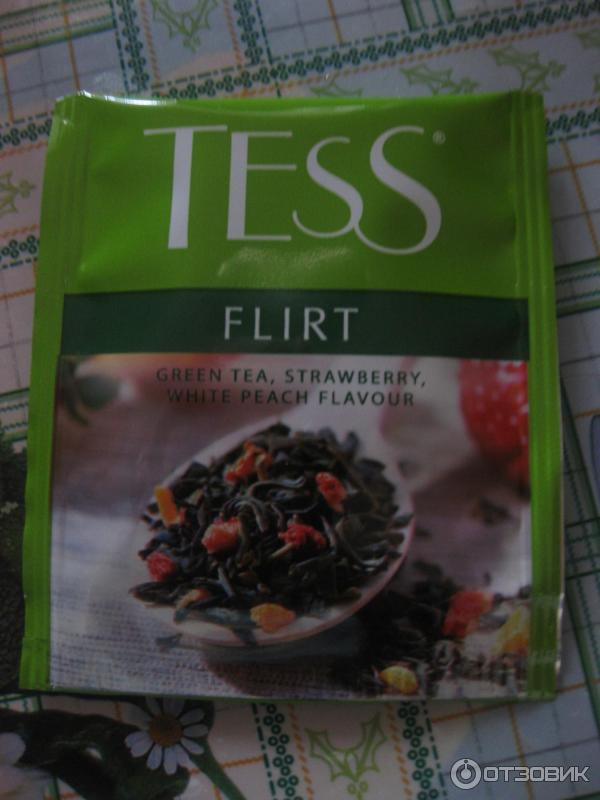 TESS®
FLIRT
GREEN TEA, STRAWBERRY,
WHITE PEACH FLAVOUR
ОТЗОВИК